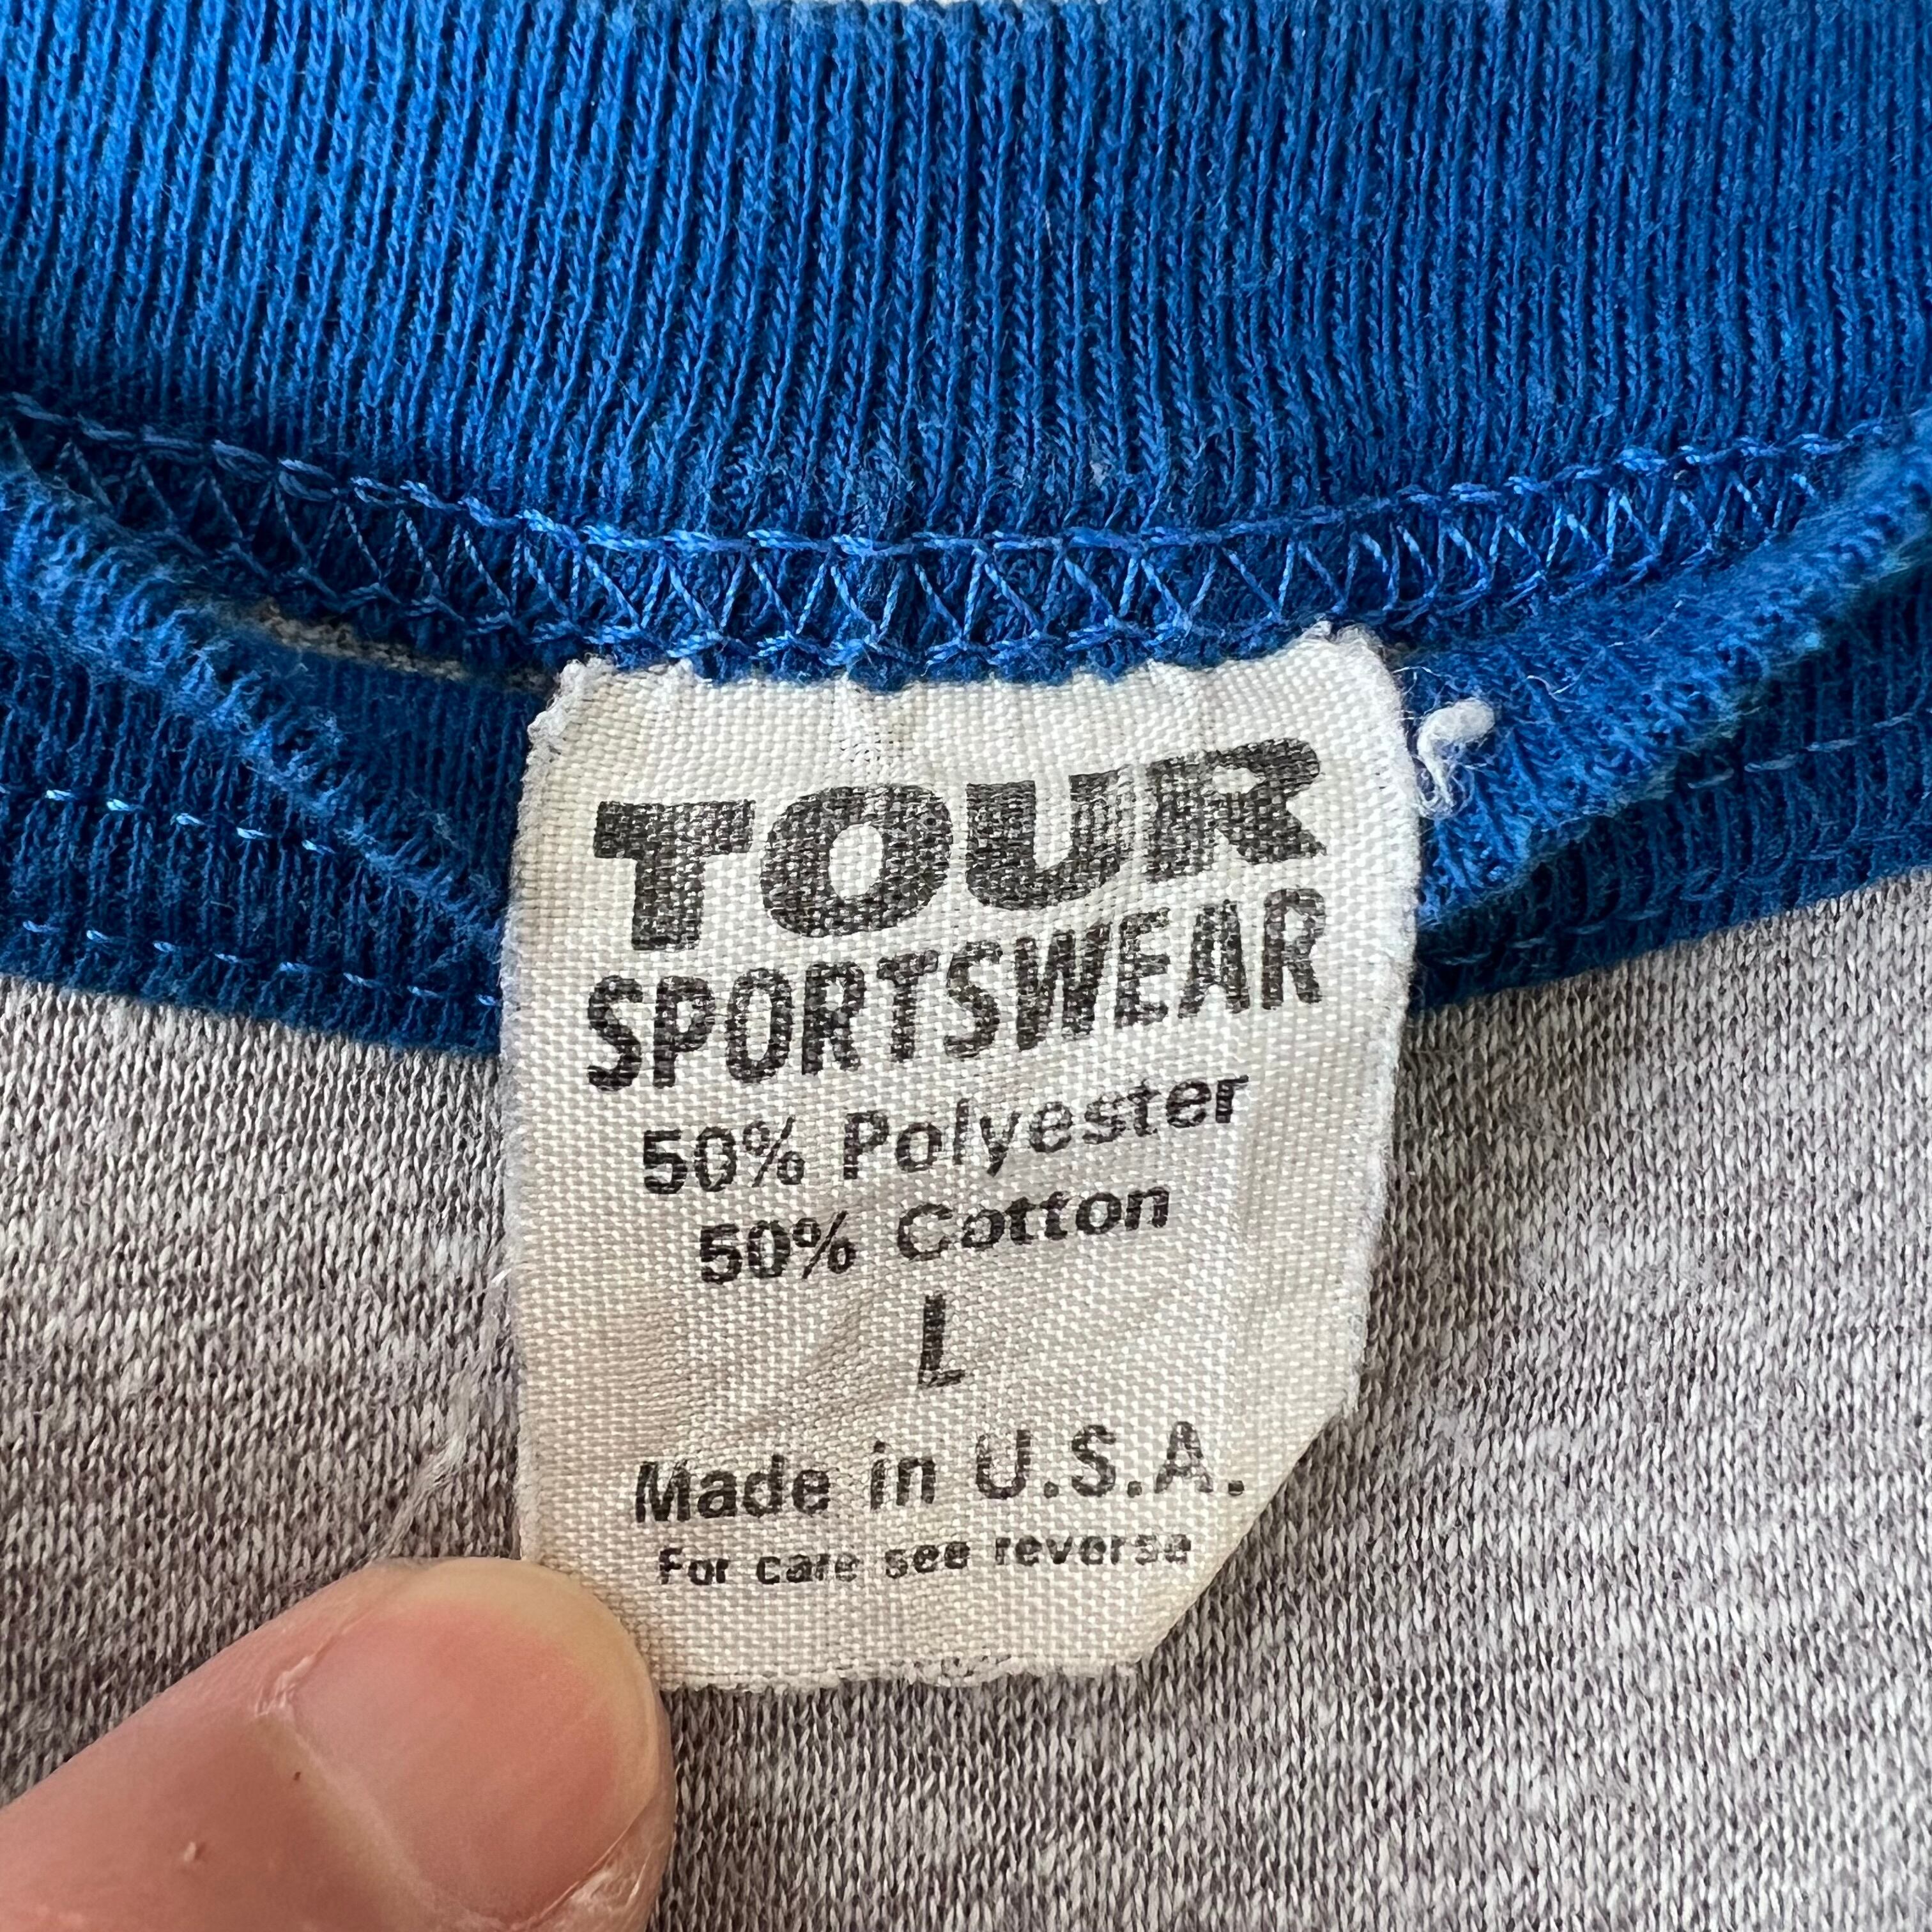 TOUR
SPORTSWEAR
50% Polyester
50% Cotton
L
Made in U.S.A.
For care see reverse